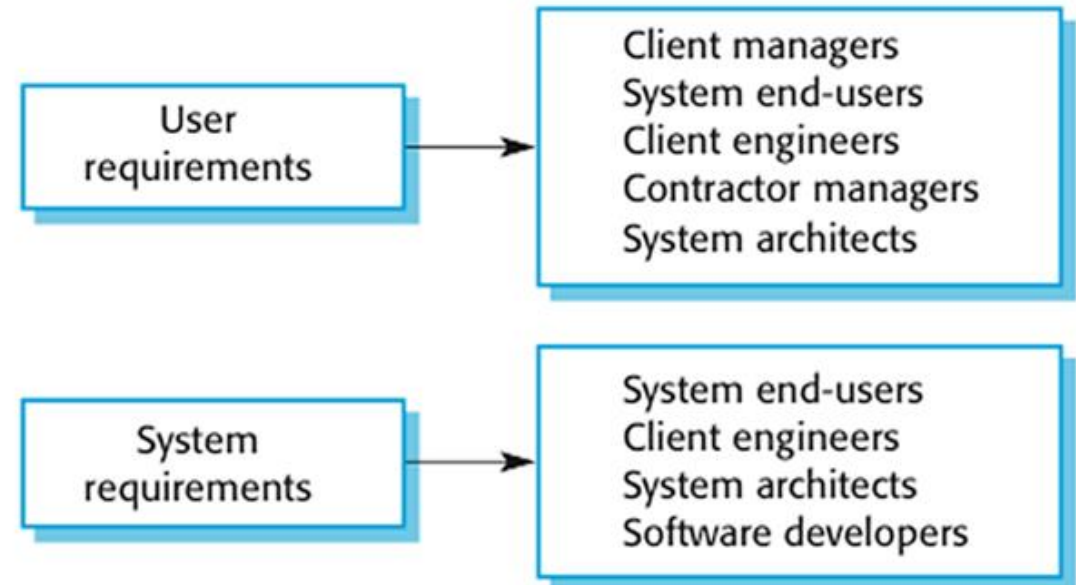 User
requirements
Client managers
System end-users
Client engineers
Contractor managers
System architects
System
requirements
System end-users
Client engineers
System architects
Software developers